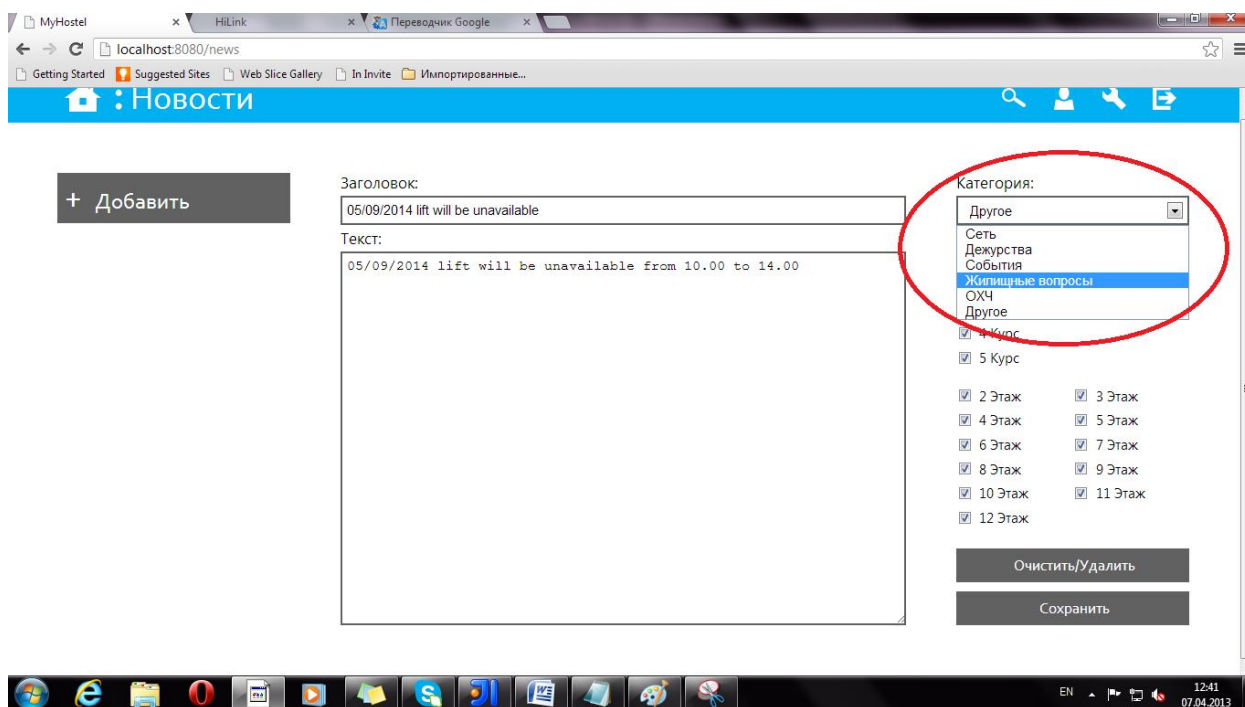 MyHostel
HiLink
Переводчик Google
localhost:8080/news
Getting Started Suggested Sites Web Slice Gallery In Invite Импортированные...
: Новости
+ Добавить
Заголовок:
05/09/2014 lift will be unavailable
Текст:
05/09/2014 lift will be unavailable from 10.00 to 14.00
Категория:
Другое
Сеть
Дежурства
События
Жилищные вопросы
ОХЧ
Другое
4 Курс
5 Курс
2 Этаж 3 Этаж
4 Этаж 5 Этаж
6 Этаж 7 Этаж
8 Этаж 9 Этаж
10 Этаж 11 Этаж
12 Этаж
Очистить/Удалить
Сохранить
EN
12:41
07.04.2013